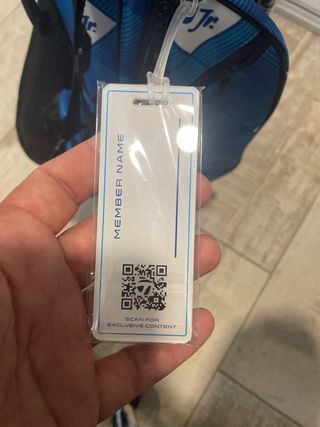 Jr.
MEMBER NAME
SCAN FOR
EXCLUSIVE CONTENT